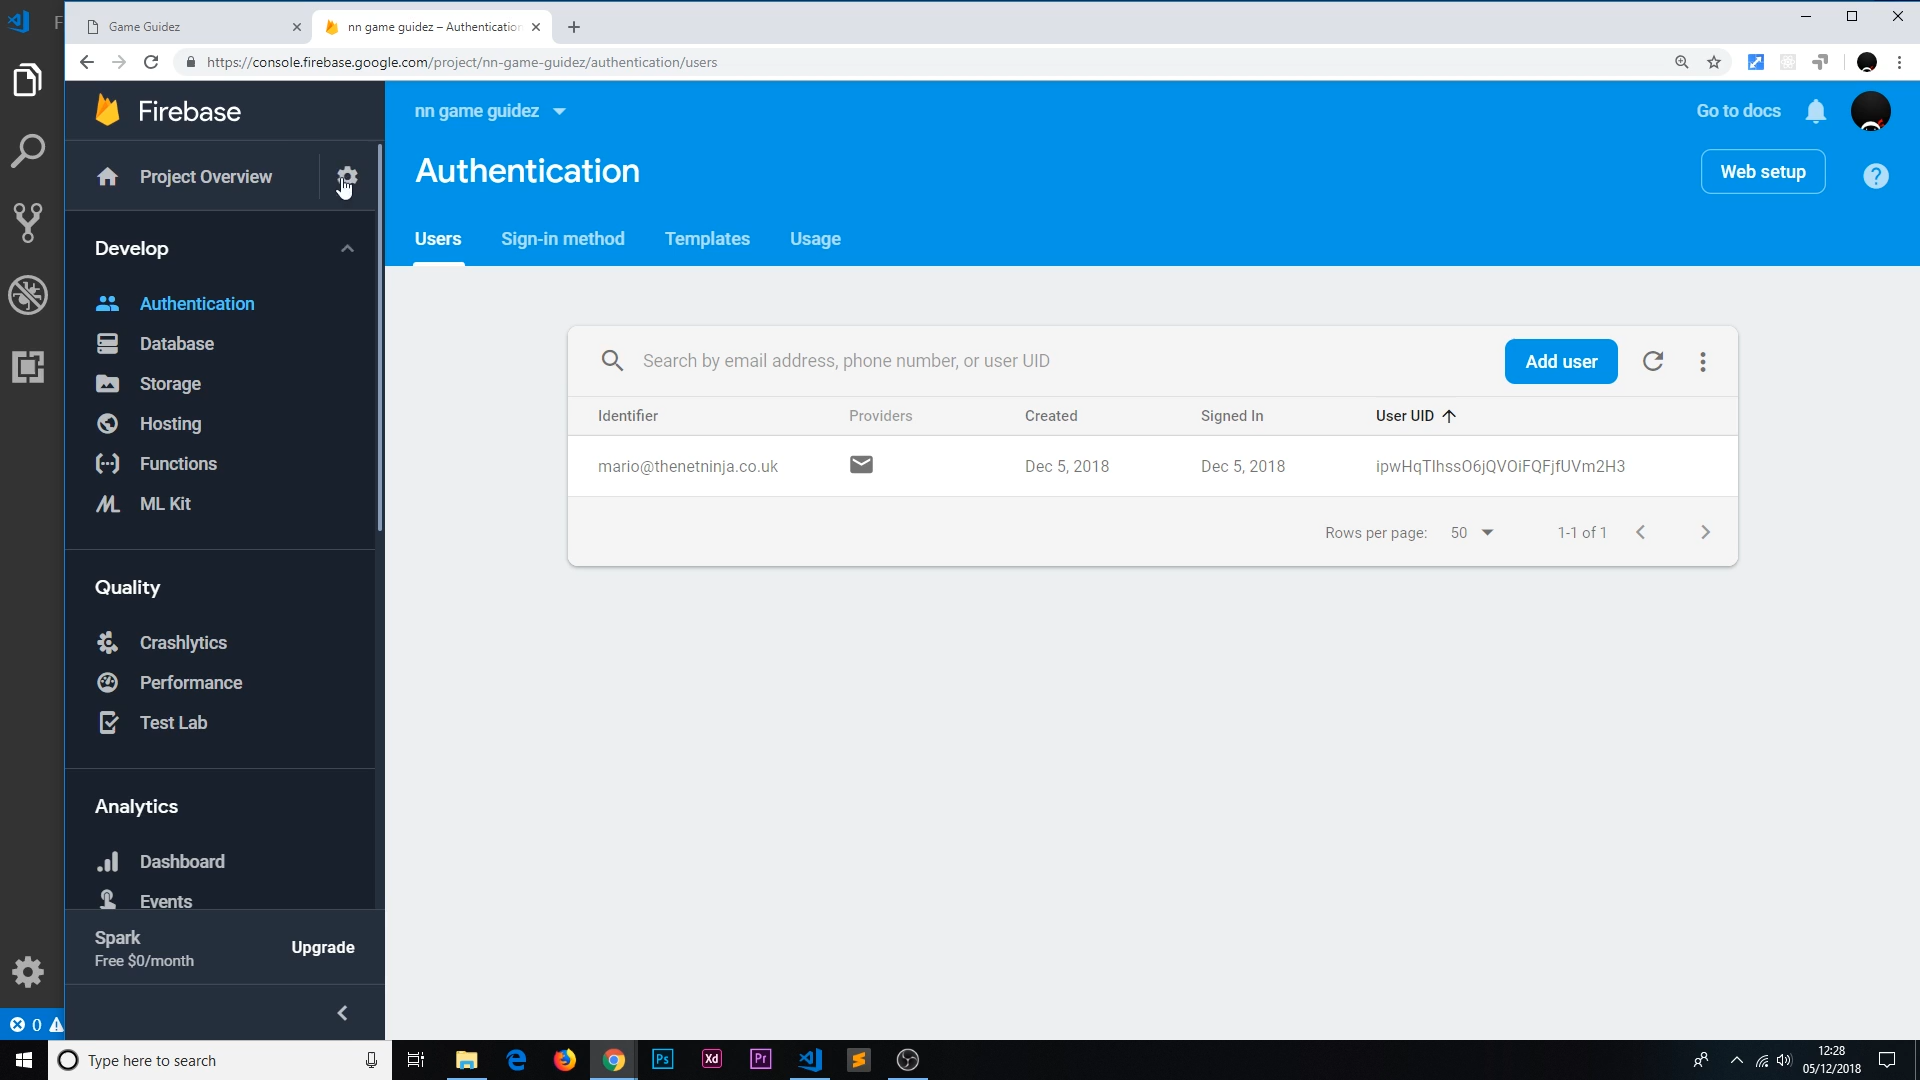 F
Game Guidez
nn game guidez – Authentication
https://console.firebase.google.com/project/nn-game-guidez/authentication/users
Firebase
nn game guidez
Go to docs
Project Overview
Authentication
Web setup
?
Users
Sign-in method
Templates
Usage
Develop
Authentication
Database
Storage
Hosting
Functions
ML Kit
Search by email address, phone number, or user UID
Add user
Identifier
Providers
Created
Signed In
User UID
mario@thenetninja.co.uk
Dec 5, 2018
Dec 5, 2018
Rows per page:
50
1-1 of 1
Quality
Crashlytics
Performance
Test Lab
Analytics
Dashboard
Events
Spark
Free $0/month
Upgrade
0
Type here to search
Ps
Xd
Pr
12:28
05/12/2018